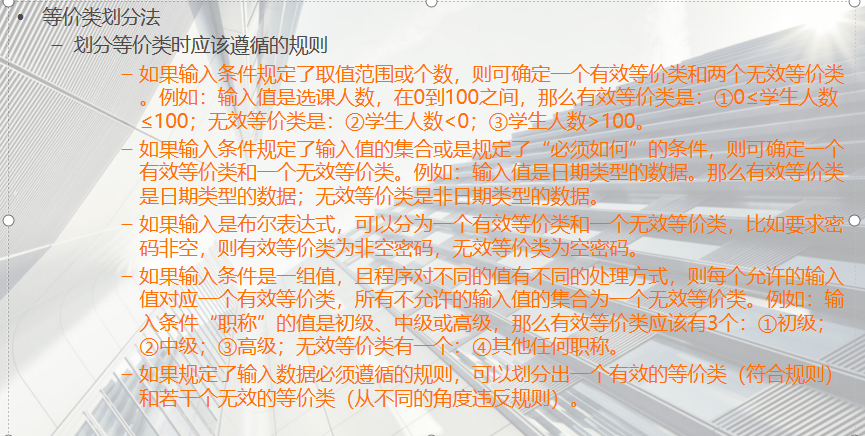 • 等价类划分法
– 划分等价类时应该遵循的规则
– 如果输入条件规定了取值范围或个数，则可确定一个有效等价类和两个无效等价类
。例如：输入值是选课人数，在0到100之间，那么有效等价类是：①0≤学生人数
≤100；无效等价类是：②学生人数<0；③学生人数>100。
– 如果输入条件规定了输入值的集合或是规定了“必须如何”的条件，则可确定一个
有效等价类和一个无效等价类。例如：输入值是日期类型的数据。那么有效等价类
是日期类型的数据；无效等价类是非日期类型的数据。
– 如果输入是布尔表达式，可以分为一个有效等价类和一个无效等价类，比如要求密
码非空，则有效等价类为非空密码，无效等价类为空密码。
– 如果输入条件是一组值，且程序对不同的值有不同的处理方式，则每个允许的输入
值对应一个有效等价类，所有不允许的输入值的集合为一个无效等价类。例如：输
入条件“职称”的值是初级、中级或高级，那么有效等价类应该有3个：①初级；
②中级；③高级；无效等价类有一个：④其他任何职称。
– 如果规定了输入数据必须遵循的规则，可以划分出一个有效的等价类（符合规则）
和若干个无效的等价类（从不同的角度违反规则）。